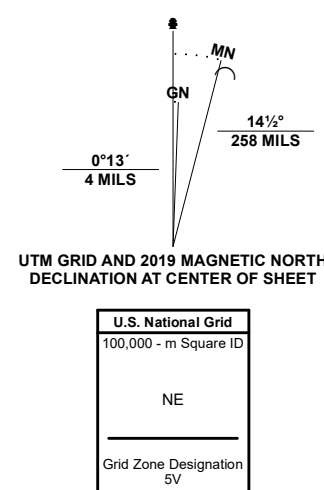 MN
GN
14½°
258 MILS
0°13´
4 MILS
UTM GRID AND 2019 MAGNETIC NORTH
DECLINATION AT CENTER OF SHEET
U.S. National Grid
100,000 - m Square ID
NE
Grid Zone Designation
5V